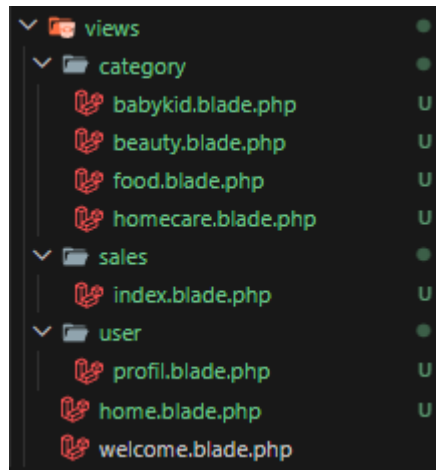 views
category
babykid.blade.php U
beauty.blade.php U
food.blade.php U
homecare.blade.php U
sales
index.blade.php U
user
profil.blade.php U
home.blade.php U
welcome.blade.php